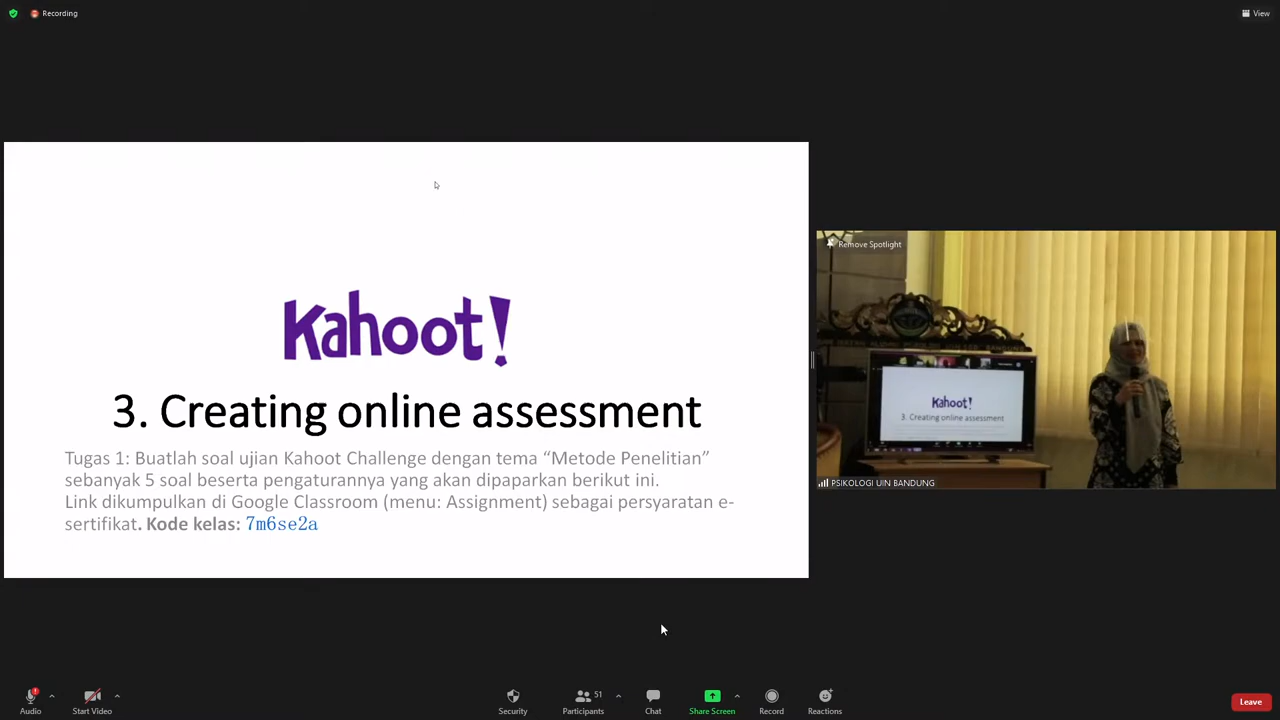 Recording
View
Kahoot!
3. Creating online assessment
Tugas 1: Buatlah soal ujian Kahoot Challenge dengan tema “Metode Penelitian”
sebanyak 5 soal beserta pengaturannya yang akan dipaparkan berikut ini.
Link dikumpulkan di Google Classroom (menu: Assignment) sebagai persyaratan e-
sertifikat. Kode kelas: 7m6se2a
Remove Spotlight
Kahoot!
3. Creating online assessment
PSIKOLOGI UIN BANDUNG
Audio
Start Video
Security
Participants 51
Chat
Share Screen
Record
Reactions
Leave